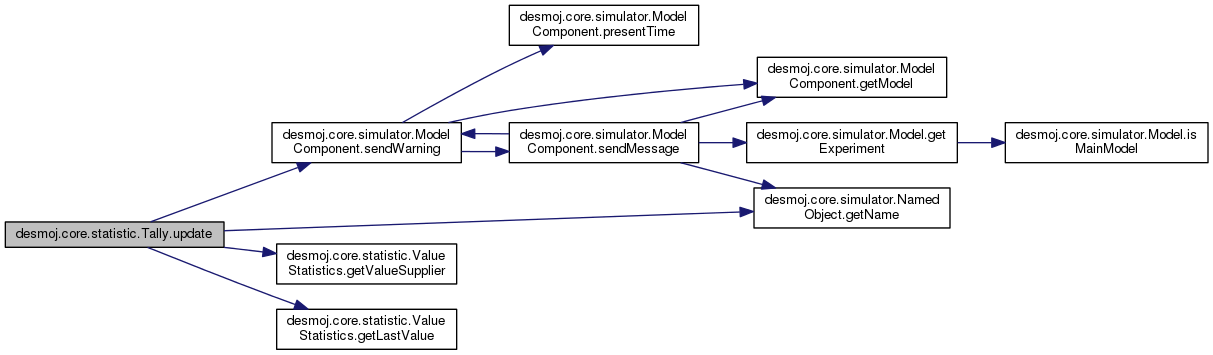 desmoj.core.simulator.Model
Component.presentTime
desmoj.core.simulator.Model
Component.getModel
desmoj.core.simulator.Model
Component.sendWarning
desmoj.core.simulator.Model
Component.sendMessage
desmoj.core.simulator.Model.get
Experiment
desmoj.core.simulator.Model.is
MainModel
desmoj.core.simulator.Named
Object.getName
desmoj.core.statistic.Tally.update
desmoj.core.statistic.Value
Statistics.getValueSupplier
desmoj.core.statistic.Value
Statistics.getLastValue